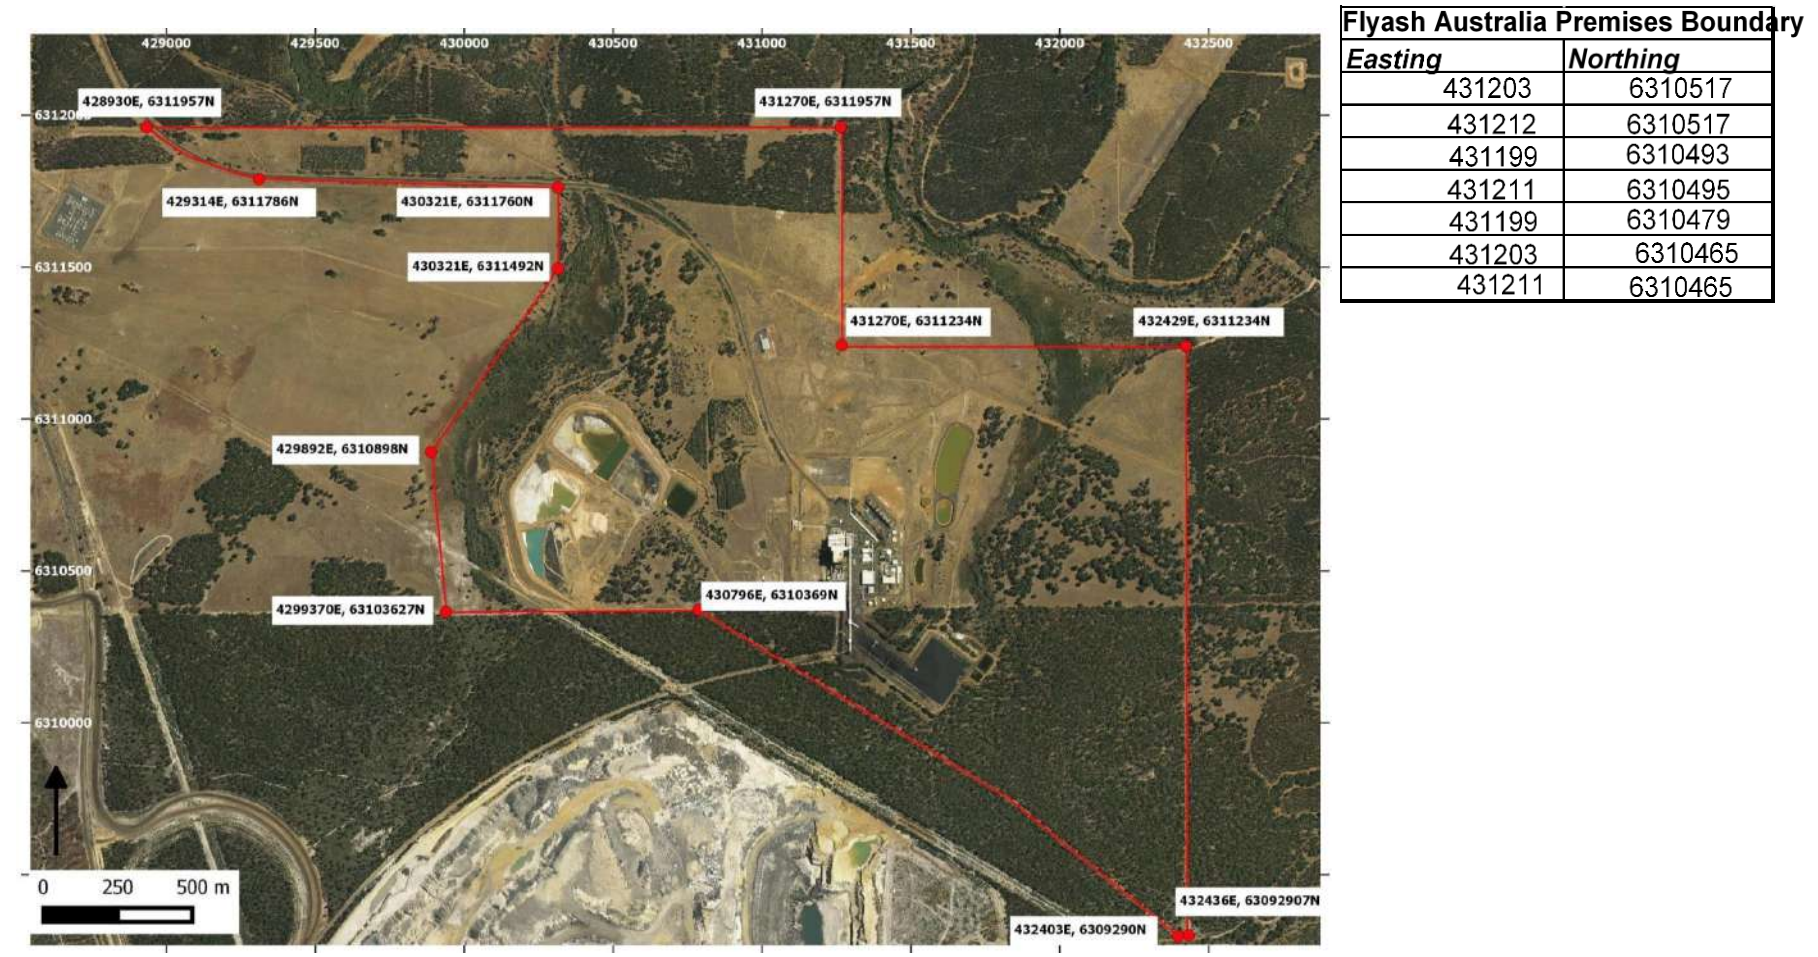 429000 429500 430000 430500 431000 431500 432000 432500
428930E, 6311957N
431270E, 6311957N
6312000
429314E, 6311786N
430321E, 6311760N
430321E, 6311492N
6311500
431270E, 6311234N
432429E, 6311234N
6311000
429892E, 6310898N
6310500
430796E, 6310369N
4299370E, 63103627N
6310000
0 250 500 m
432436E, 63092907N
432403E, 6309290N
Flyash Australia Premises Boundary
Easting Northing
431203 6310517
431212 6310517
431199 6310493
431211 6310495
431199 6310479
431203 6310465
431211 6310465